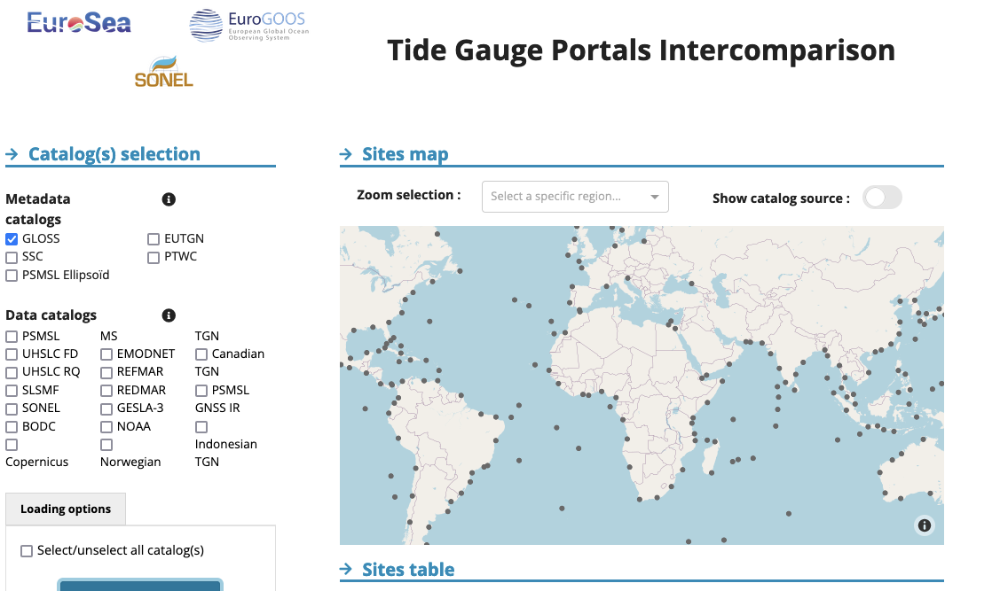 EuroSea
EuroGOOS
European Global Ocean
Observing System
SONEL
Tide Gauge Portals Intercomparison
Catalog(s) selection
Metadata
catalogs
GLOSS
EUTGN
SSC
PTWC
PSMSL Ellipsoïd
Data catalogs
PSMSL
MS
TGN
UHSLC FD
EMODNET
Canadian
UHSLC RQ
REFMAR
TGN
SLSMF
REDMAR
PSMSL
SONEL
GESLA-3
GNSS IR
BODC
NOAA
Indonesian
Copernicus
Norwegian
TGN
Loading options
Select/unselect all catalog(s)
Sites map
Zoom selection :
Select a specific region...
Show catalog source :
Sites table